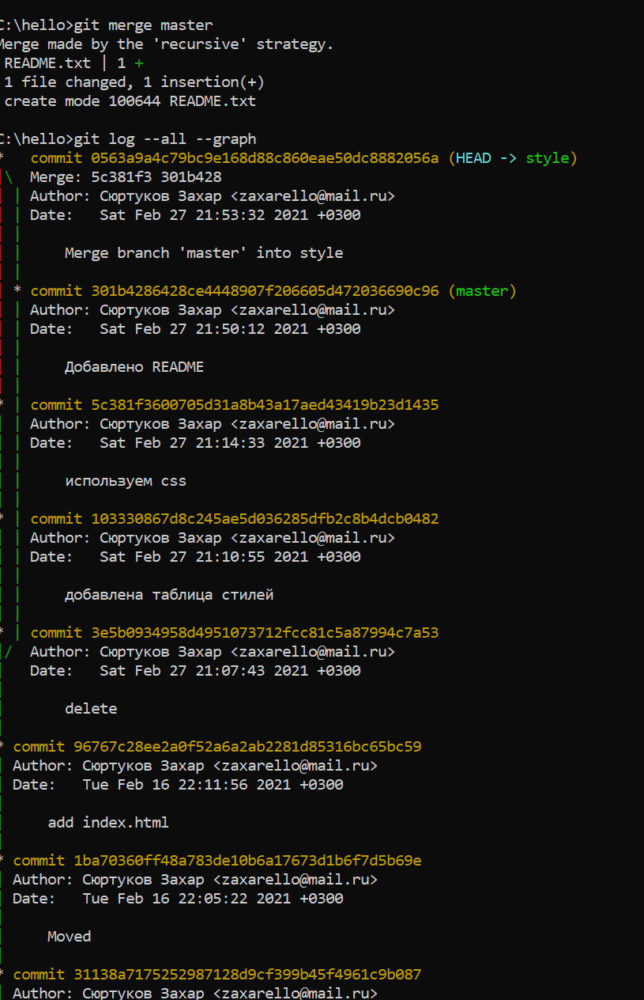 C:\hello>git merge master
Merge made by the 'recursive' strategy.
README.txt | 1 +
1 file changed, 1 insertion(+)
create mode 100644 README.txt
C:\hello>git log --all --graph
* commit 0563a9a4c79bc9e168d88c860eae50dc8882056a (HEAD -> style)
|\ Merge: 5c381f3 301b428
| | Author: Сюртуков Захар <zaxarello@mail.ru>
| | Date: Sat Feb 27 21:53:32 2021 +0300
| |
| | Merge branch 'master' into style
| |
| * commit 301b4286428ce4448907f206605d472036690c96 (master)
| | Author: Сюртуков Захар <zaxarello@mail.ru>
| | Date: Sat Feb 27 21:50:12 2021 +0300
| |
| | Добавлено README
| |
* | commit 5c381f3600705d31a8b43a17aed43419b23d1435
| | Author: Сюртуков Захар <zaxarello@mail.ru>
| | Date: Sat Feb 27 21:14:33 2021 +0300
| |
| | используем css
| |
* | commit 103330867d8c245ae5d036285dfb2c8b4dcb0482
| | Author: Сюртуков Захар <zaxarello@mail.ru>
| | Date: Sat Feb 27 21:10:55 2021 +0300
| |
| | добавлена таблица стилей
| |
* | commit 3e5b0934958d4951073712fcc81c5a87994c7a53
|/ Author: Сюртуков Захар <zaxarello@mail.ru>
| Date: Sat Feb 27 21:07:43 2021 +0300
|
| delete
|
* commit 96767c28ee2a0f52a6a2ab2281d85316bc65bc59
| Author: Сюртуков Захар <zaxarello@mail.ru>
| Date: Tue Feb 16 22:11:56 2021 +0300
|
| add index.html
|
* commit 1ba70360ff48a783de10b6a17673d1b6f7d5b69e
| Author: Сюртуков Захар <zaxarello@mail.ru>
| Date: Tue Feb 16 22:05:22 2021 +0300
|
| Moved
|
* commit 31138a7175252987128d9cf399b45f4961c9b087
| Author: Сюртуков Захар <zaxarello@mail.ru>